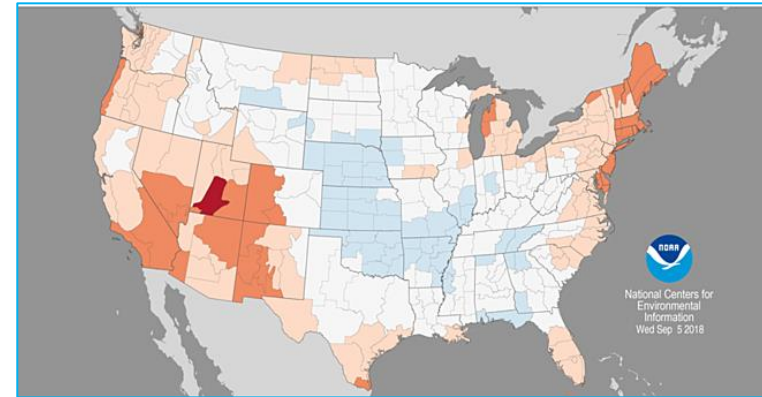 NOAA
National Centers for
Environmental
Information
Wed Sep 5 2018